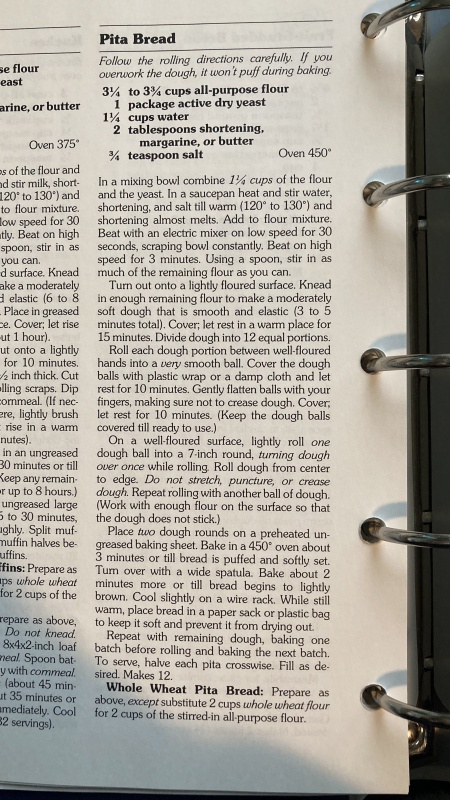 se flour
east
arine, or butter
Oven 375°
os of the flour and
nd stir milk, short-
120° to 130°) and
to flour mixture.
low speed for 30
ntly. Beat on high
spoon, stir in as
you can.
d surface. Knead
ake a moderately
d elastic (6 to 8
. Place in greased
ce. Cover; let rise
out 1 hour).
ut onto a lightly
for 10 minutes.
½ inch thick. Cut
olling scraps. Dip
ornmeal. (If nec-
ere, lightly brush
rise in a warm
nutes).
in an ungreased
30 minutes or till
Keep any remain-
or up to 8 hours.)
ungreased large
5 to 30 minutes,
ughly. Split muf-
muffin halves be-
uffins.
ffins: Prepare as
ups whole wheat
for 2 cups of the
repare as above,
Do not knead.
8x4x2-inch loaf
meal. Spoon bat-
y with cornmeal.
(about 45 min-
ut 35 minutes or
mmediately. Cool
32 servings).
Pita Bread
Follow the rolling directions carefully. If you
overwork the dough, it won't puff during baking.
3¼ to 3¾ cups all-purpose flour
1 package active dry yeast
1¼ cups water
2 tablespoons shortening,
margarine, or butter
¾ teaspoon salt Oven 450°
In a mixing bowl combine 1¼ cups of the flour
and the yeast. In a saucepan heat and stir water,
shortening, and salt till warm (120° to 130°) and
shortening almost melts. Add to flour mixture.
Beat with an electric mixer on low speed for 30
seconds, scraping bowl constantly. Beat on high
speed for 3 minutes. Using a spoon, stir in as
much of the remaining flour as you can.
Turn out onto a lightly floured surface. Knead
in enough remaining flour to make a moderately
soft dough that is smooth and elastic (3 to 5
minutes total). Cover; let rest in a warm place for
15 minutes. Divide dough into 12 equal portions.
Roll each dough portion between well-floured
hands into a very smooth ball. Cover the dough
balls with plastic wrap or a damp cloth and let
rest for 10 minutes. Gently flatten balls with your
fingers, making sure not to crease dough. Cover;
let rest for 10 minutes. (Keep the dough balls
covered till ready to use.)
On a well-floured surface, lightly roll one
dough ball into a 7-inch round, turning dough
over once while rolling. Roll dough from center
to edge. Do not stretch, puncture, or crease
dough. Repeat rolling with another ball of dough.
(Work with enough flour on the surface so that
the dough does not stick.)
Place two dough rounds on a preheated un-
greased baking sheet. Bake in a 450° oven about
3 minutes or till bread is puffed and softly set.
Turn over with a wide spatula. Bake about 2
minutes more or till bread begins to lightly
brown. Cool slightly on a wire rack. While still
warm, place bread in a paper sack or plastic bag
to keep it soft and prevent it from drying out.
Repeat with remaining dough, baking one
batch before rolling and baking the next batch.
To serve, halve each pita crosswise. Fill as de-
sired. Makes 12.
Whole Wheat Pita Bread: Prepare as
above, except substitute 2 cups whole wheat flour
for 2 cups of the stirred-in all-purpose flour.